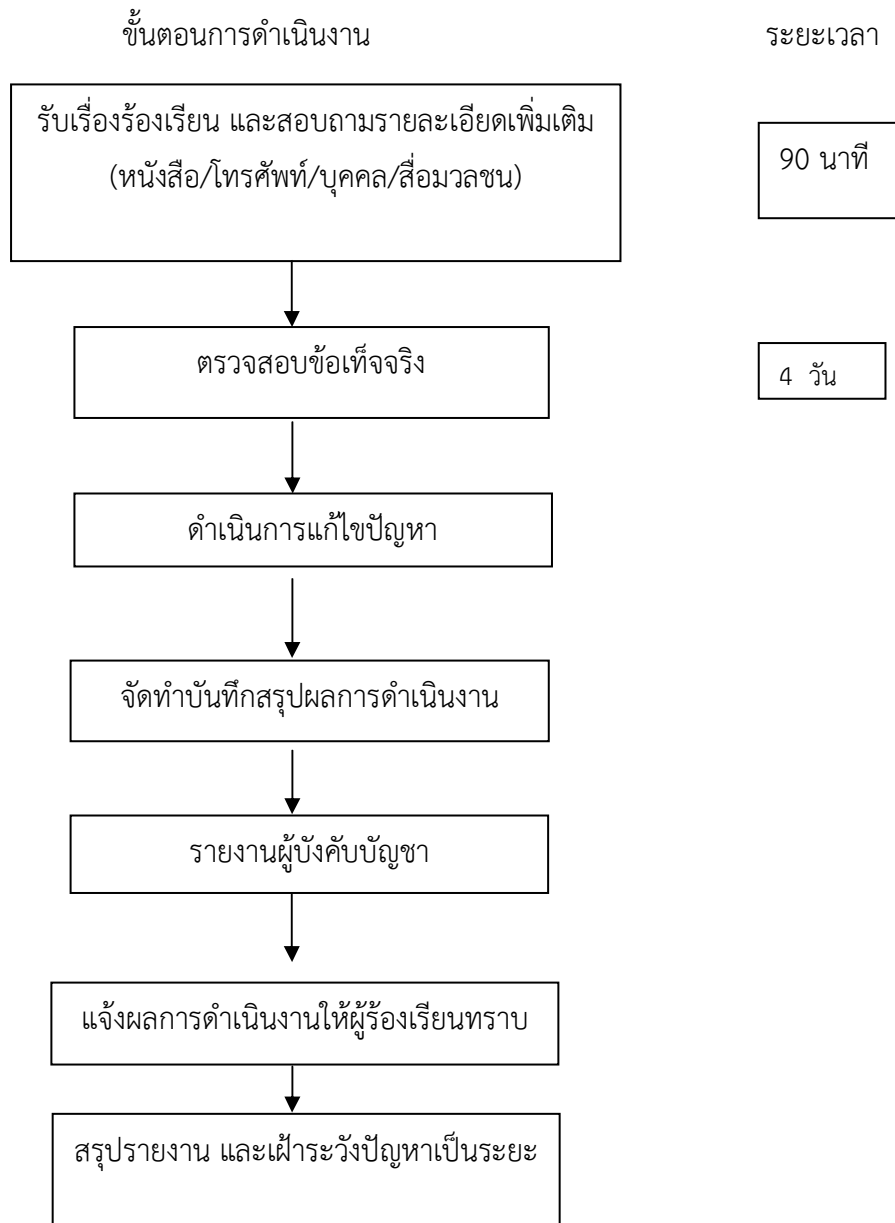 ขั้นตอนการดำเนินงาน ระยะเวลา
รับเรื่องร้องเรียน และสอบถามรายละเอียดเพิ่มเติม
(หนังสือ/โทรศัพท์/บุคคล/สื่อมวลชน)
90 นาที
ตรวจสอบข้อเท็จจริง
4 วัน
ดำเนินการแก้ไขปัญหา
จัดทำบันทึกสรุปผลการดำเนินงาน
รายงานผู้บังคับบัญชา
แจ้งผลการดำเนินงานให้ผู้ร้องเรียนทราบ
สรุปรายงาน และเฝ้าระวังปัญหาเป็นระยะ